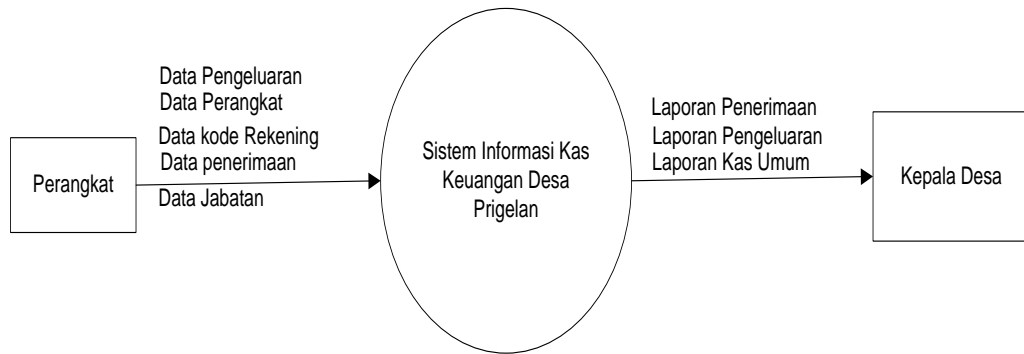 Perangkat
Data Pengeluaran
Data Perangkat
Data kode Rekening
Data penerimaan
Data Jabatan
Sistem Informasi Kas
Keuangan Desa
Prigelan
Laporan Penerimaan
Laporan Pengeluaran
Laporan Kas Umum
Kepala Desa